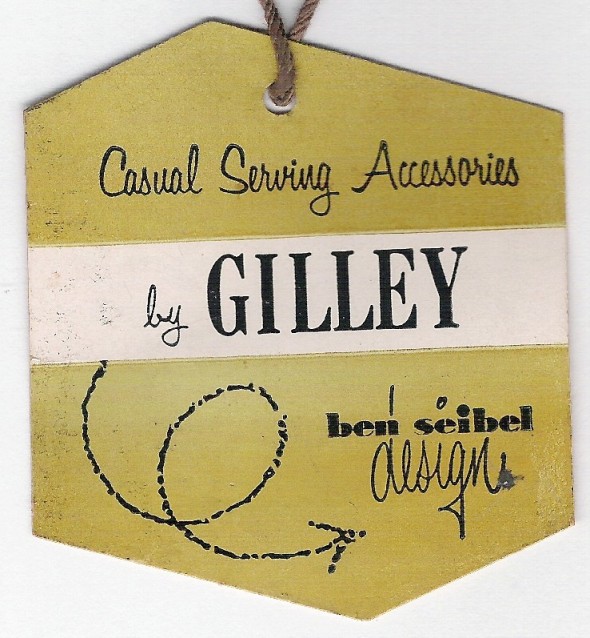 Casual Serving Accessories
by GILLEY
ben seibel
design